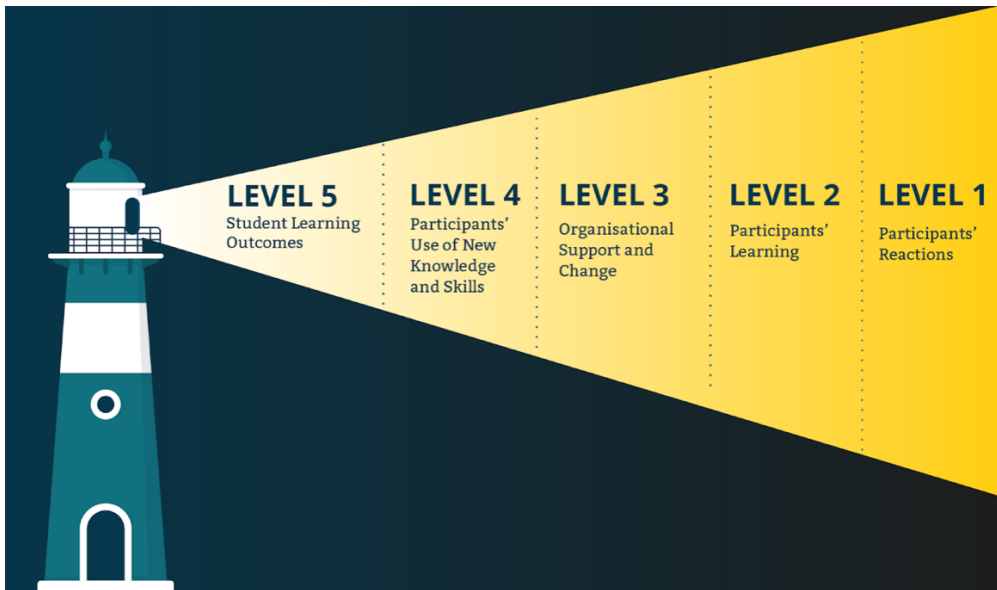 LEVEL 5
Student Learning
Outcomes
LEVEL 4
Participants’
Use of New
Knowledge
and Skills
LEVEL 3
Organisational
Support and
Change
LEVEL 2
Participants’
Learning
LEVEL 1
Participants’
Reactions